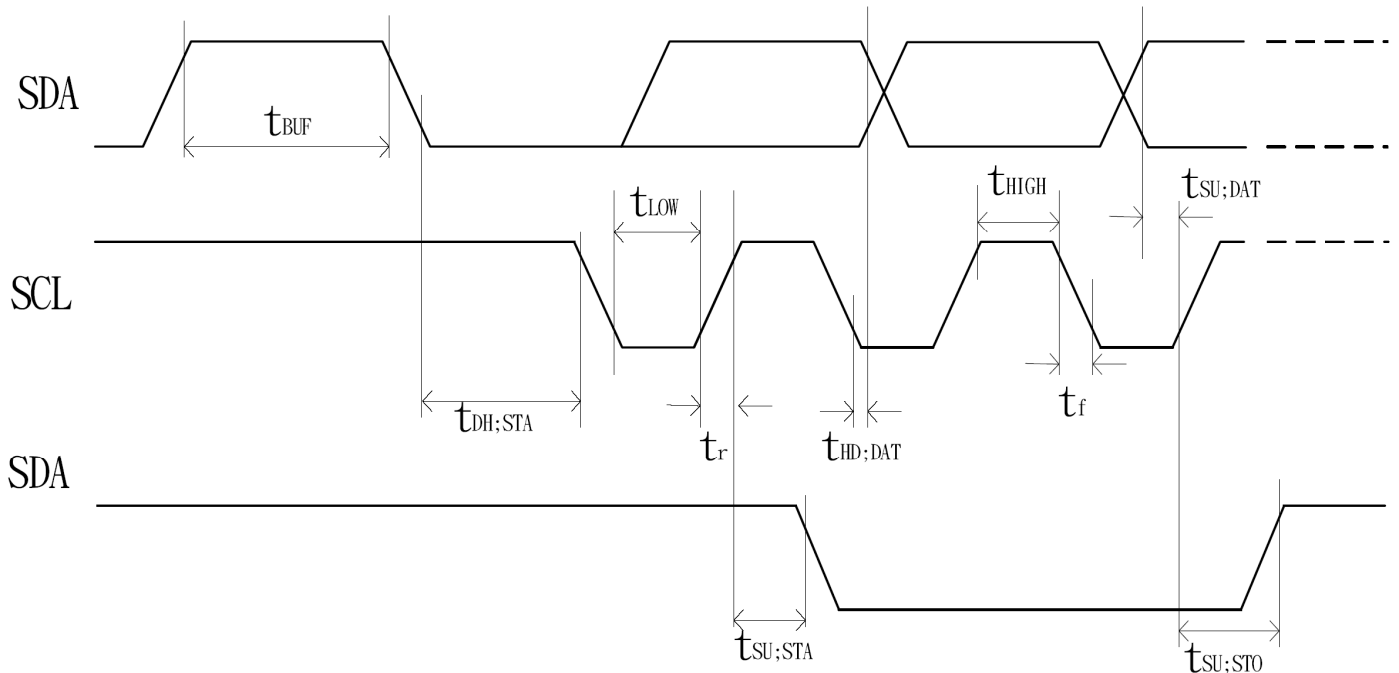 SDA
tBUF
tHIGH
tSU;DAT
tLOW
SCL
tDH;STA
tr
tHD;DAT
tf
SDA
tSU;STA
tSU;STO